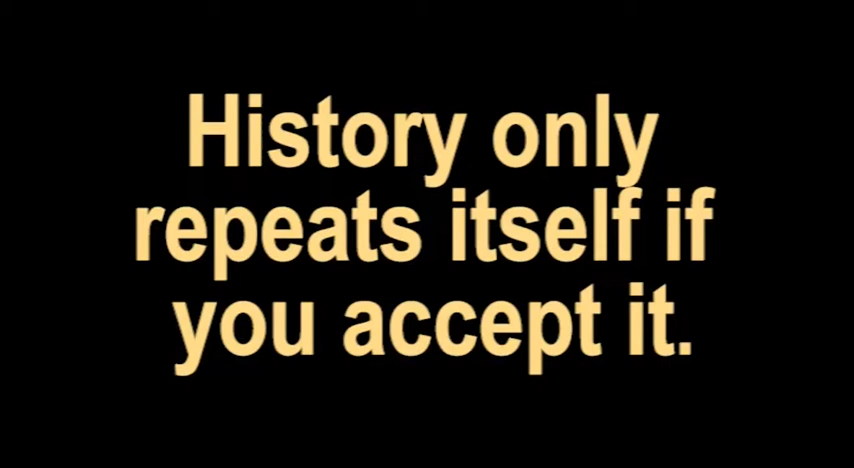 History only
repeats itself if
you accept it.